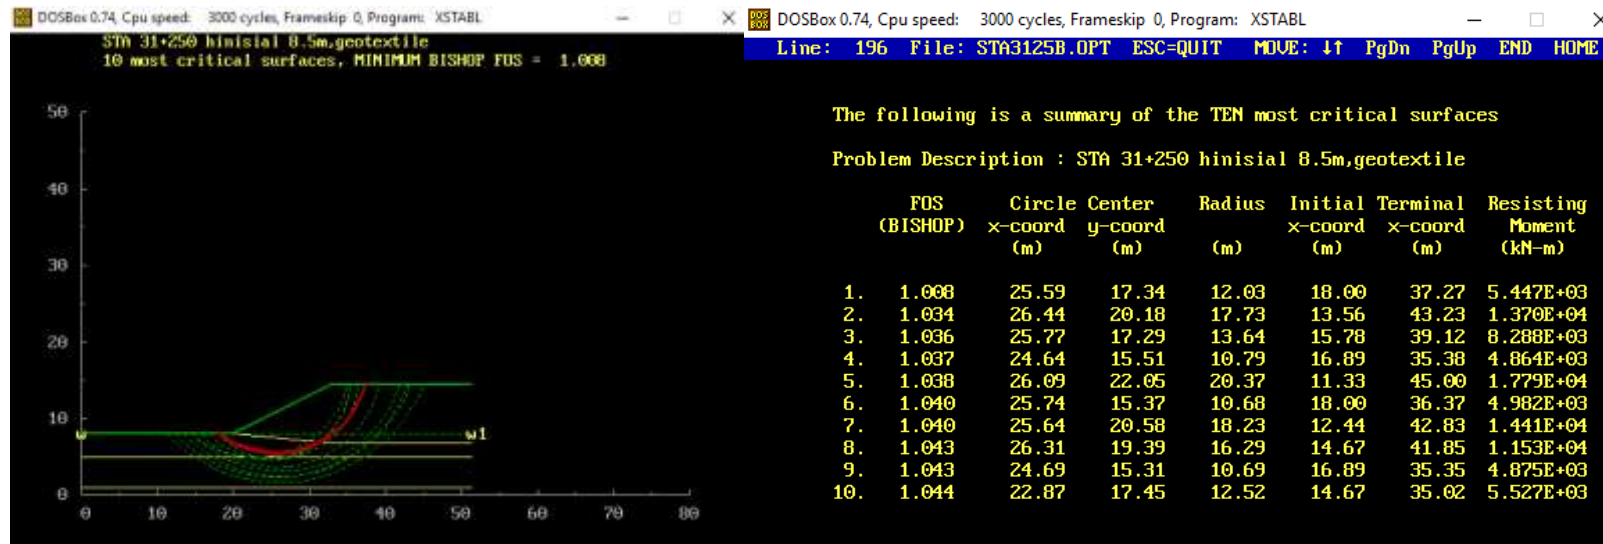 DOSBox 0.74, Cpu speed: 3000 cycles, Frameskip 0, Program: XSTABL
STA 31+250 hinisial 8.5m,geotextile
10 most critical surfaces, MINIMUM BISHOP FOS = 1.008
50
40
30
20
10
0
w
w1
0 10 20 30 40 50 60 70 80
DOSBox 0.74, Cpu speed: 3000 cycles, Frameskip 0, Program: XSTABL
Line: 196 File: STA3125B.OPT ESC=QUIT MOVE: ↓↑ PgDn PgUp END HOME
The following is a summary of the TEN most critical surfaces
Problem Description : STA 31+250 hinisial 8.5m,geotextile
FOS Circle Center Radius Initial Terminal Resisting
(BISHOP) x-coord y-coord x-coord x-coord Moment
(m) (m) (m) (m) (m) (kN-m)
1. 1.008 25.59 17.34 12.03 18.00 37.27 5.447E+03
2. 1.034 26.44 20.18 17.73 13.56 43.23 1.370E+04
3. 1.036 25.77 17.29 13.64 15.78 39.12 8.288E+03
4. 1.037 24.64 15.51 10.79 16.89 35.38 4.864E+03
5. 1.038 26.09 22.05 20.37 11.33 45.00 1.779E+04
6. 1.040 25.74 15.37 10.68 18.00 36.37 4.982E+03
7. 1.040 25.64 20.58 18.23 12.44 42.83 1.441E+04
8. 1.043 26.31 19.39 16.29 14.67 41.85 1.153E+04
9. 1.043 24.69 15.31 10.69 16.89 35.35 4.875E+03
10. 1.044 22.87 17.45 12.52 14.67 35.02 5.527E+03